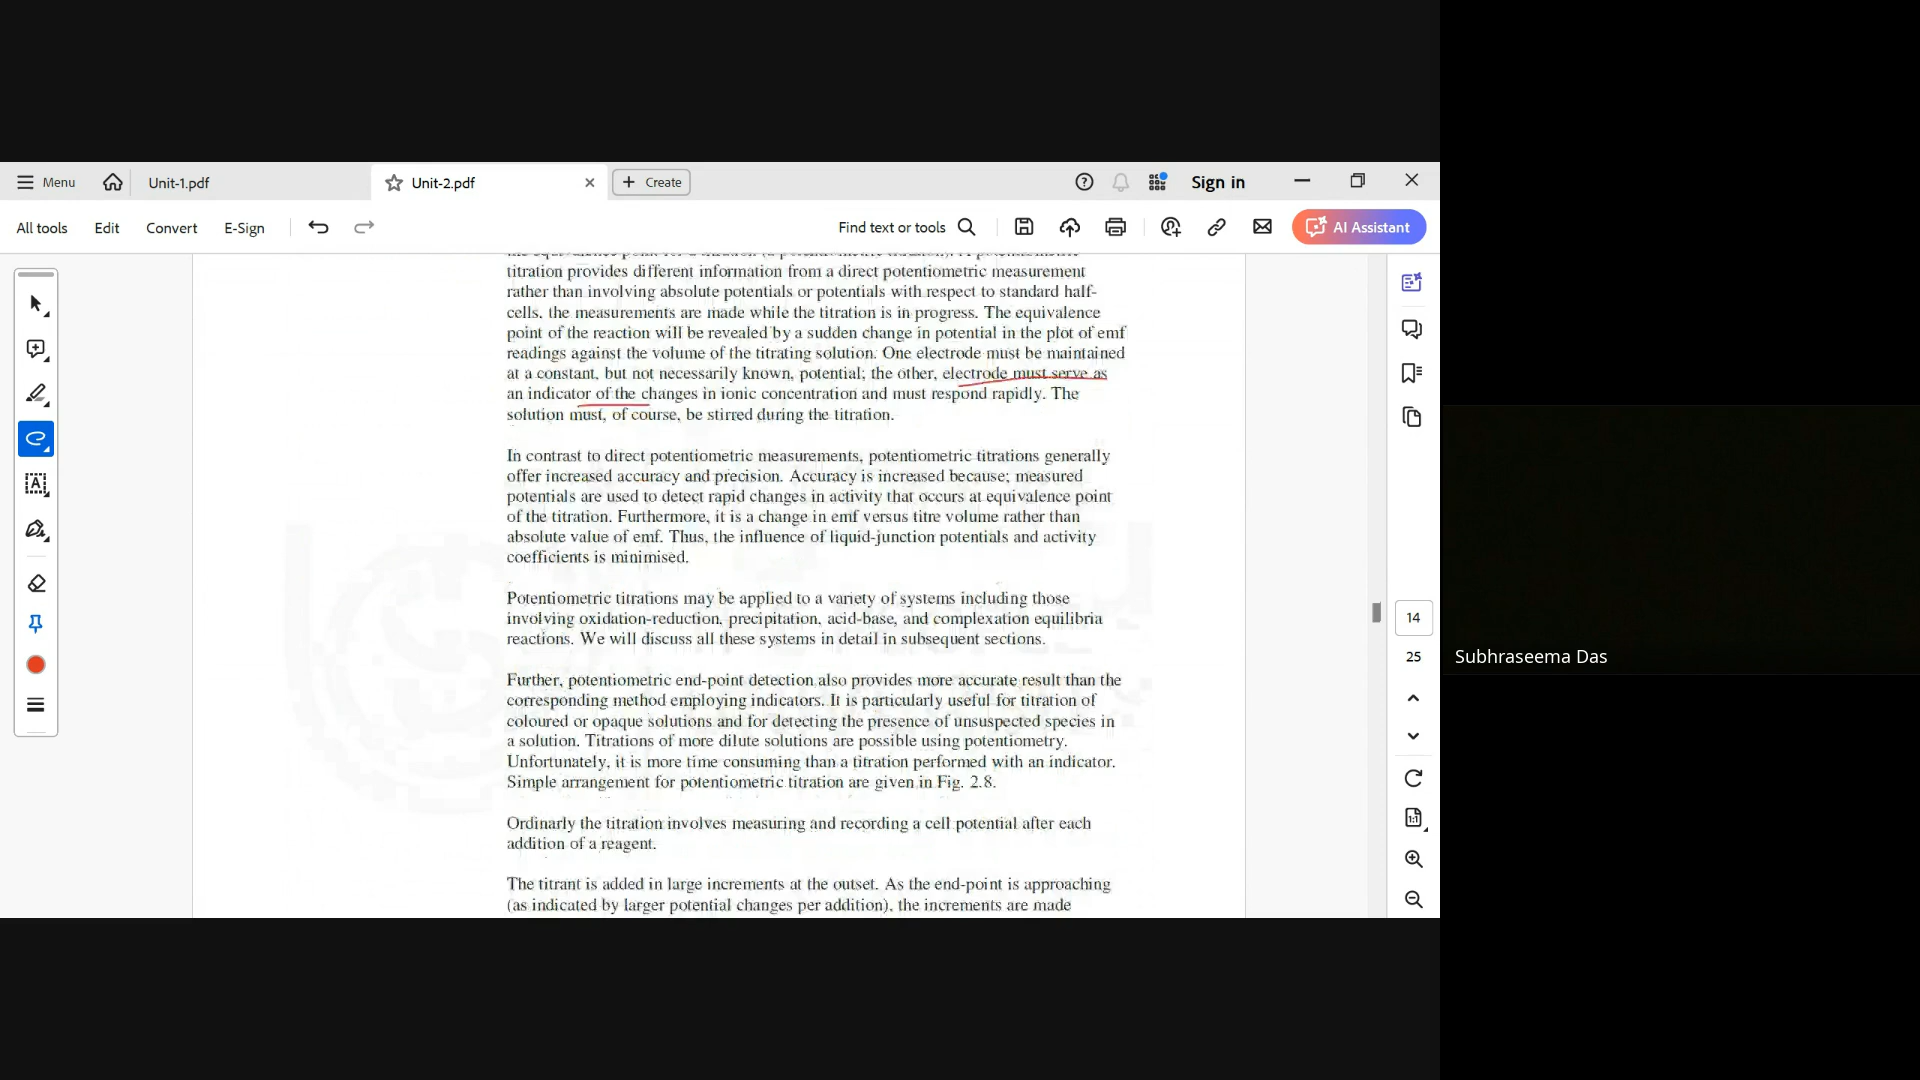 Menu
Unit-1.pdf
Unit-2.pdf
Create
Sign in
All tools
Edit
Convert
E-Sign
Find text or tools
AI Assistant
titration provides different information from a direct potentiometric measurement
rather than involving absolute potentials or potentials with respect to standard half-
cells, the measurements are made while the titration is in progress. The equivalence
point of the reaction will be revealed by a sudden change in potential in the plot of emf
readings against the volume of the titrating solution. One electrode must be maintained
at a constant, but not necessarily known, potential; the other, electrode must serve as
an indicator of the changes in ionic concentration and must respond rapidly. The
solution must, of course, be stirred during the titration.
In contrast to direct potentiometric measurements, potentiometric titrations generally
offer increased accuracy and precision. Accuracy is increased because; measured
potentials are used to detect rapid changes in activity that occurs at equivalence point
of the titration. Furthermore, it is a change in emf versus titre volume rather than
absolute value of emf. Thus, the influence of liquid-junction potentials and activity
coefficients is minimised.
Potentiometric titrations may be applied to a variety of systems including those
involving oxidation-reduction, precipitation, acid-base, and complexation equilibria
reactions. We will discuss all these systems in detail in subsequent sections.
Further, potentiometric end-point detection also provides more accurate result than the
corresponding method employing indicators. It is particularly useful for titration of
coloured or opaque solutions and for detecting the presence of unsuspected species in
a solution. Titrations of more dilute solutions are possible using potentiometry.
Unfortunately, it is more time consuming than a titration performed with an indicator.
Simple arrangement for potentiometric titration are given in Fig. 2.8.
Ordinarly the titration involves measuring and recording a cell potential after each
addition of a reagent.
The titrant is added in large increments at the outset. As the end-point is approaching
(as indicated by larger potential changes per addition), the increments are made
14
25
Subhraseema Das